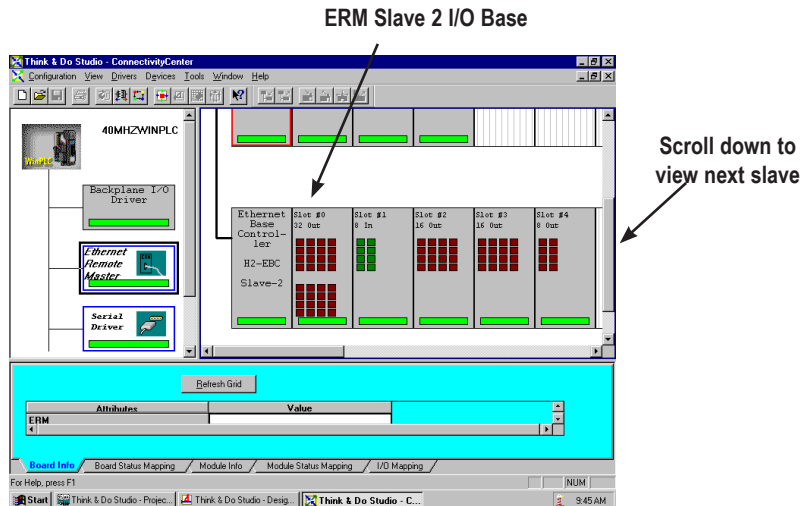 ERM Slave 2 I/O Base
Think & Do Studio - ConnectivityCenter
Configuration View Drivers Devices Tools Window Help
40MHZWINPLC
WinPLC
Backplane I/O
Driver
Ethernet
Remote
Master
Serial
Driver
Ethernet
Base
Control-
ler
H2-EBC
Slave-2
Slot #0
32 Out
Slot #1
8 In
Slot #2
16 Out
Slot #3
16 Out
Slot #4
8 Out
Scroll down to
view next slave
Refresh Grid
Attributes Value
ERM
Board Info Board Status Mapping Module Info Module Status Mapping I/O Mapping
For Help, press F1 NUM
Start Think & Do Studio - Projec... Think & Do Studio - Desig... Think & Do Studio - C... 9:45 AM